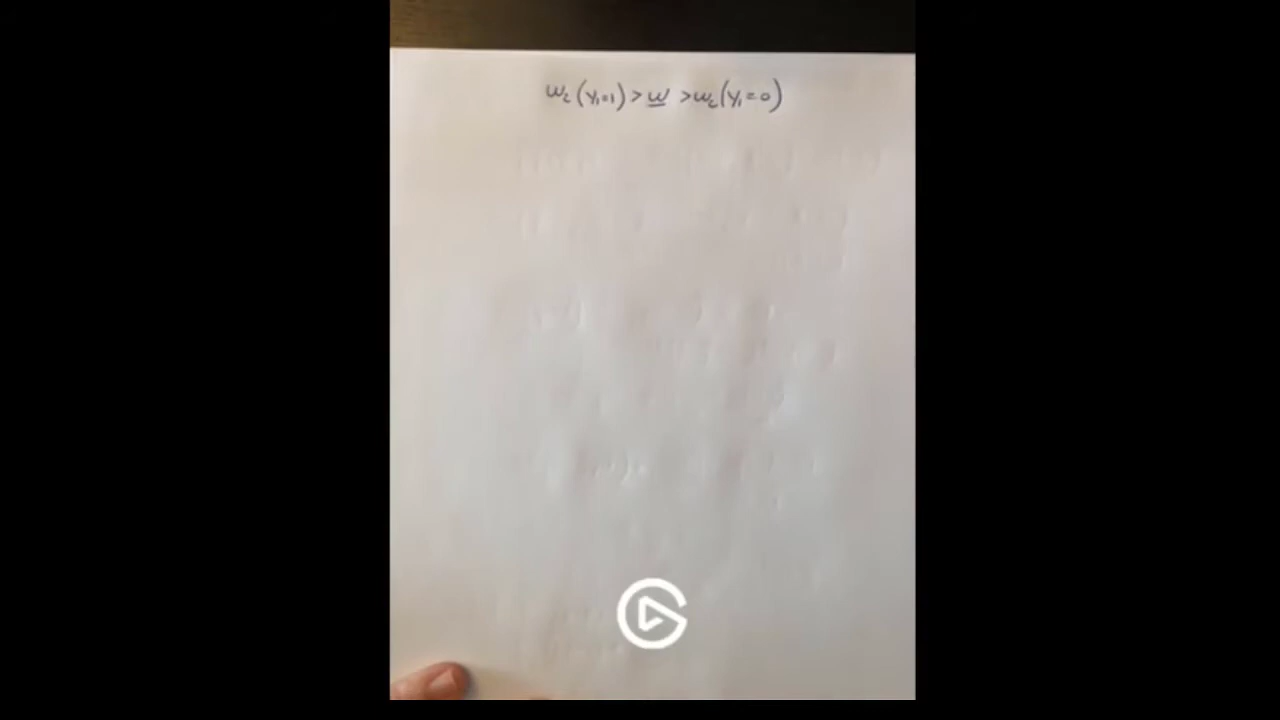 w₂(y₁=1) > w̲ > w₂(y₁=0)